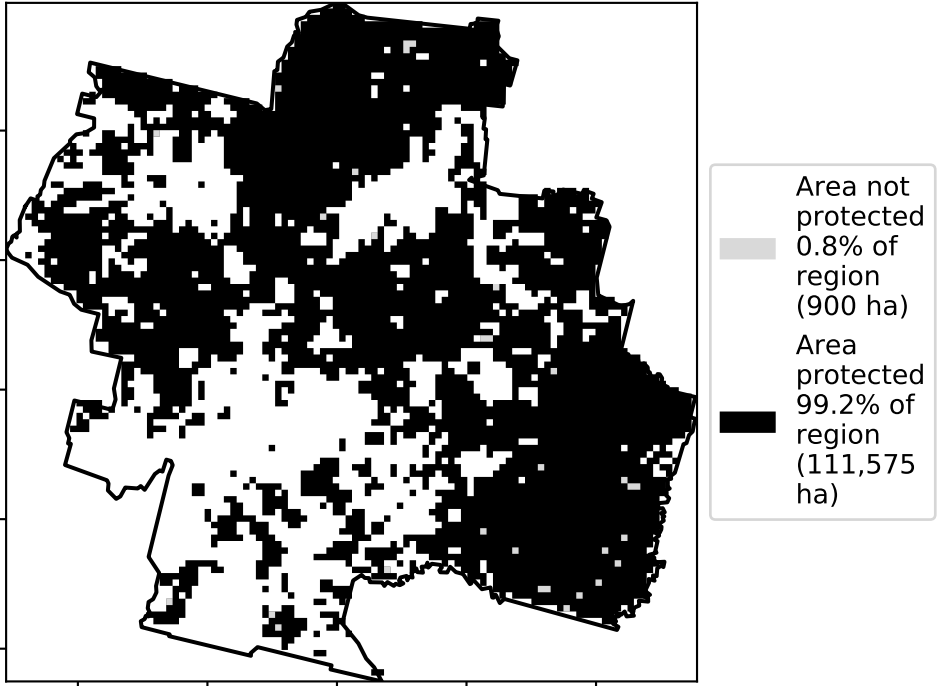 Area not
protected
0.8% of
region
(900 ha)
Area
protected
99.2% of
region
(111,575
ha)